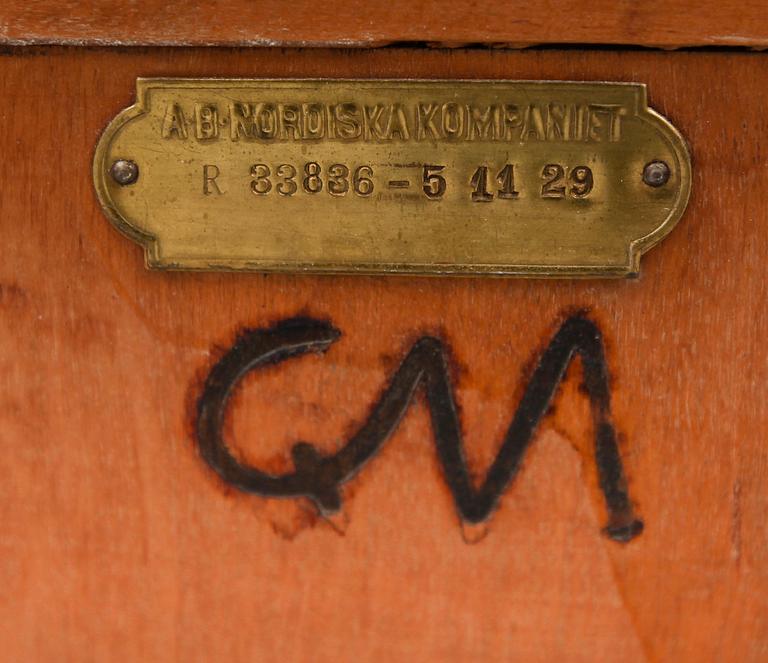 A·B·NORDISKA KOMPANIET
R 33836 – 5 11 29
CM